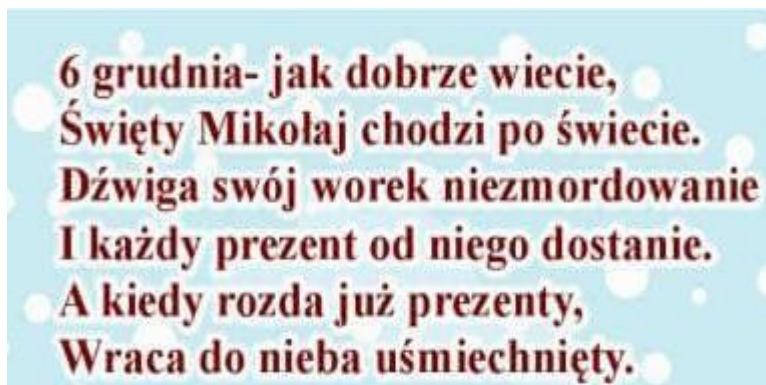 6 grudnia- jak dobrze wiecie,
Święty Mikołaj chodzi po świecie.
Dźwiga swój worek niezmordowanie
I każdy prezent od niego dostanie.
A kiedy rozda już prezenty,
Wraca do nieba uśmiechnięty.